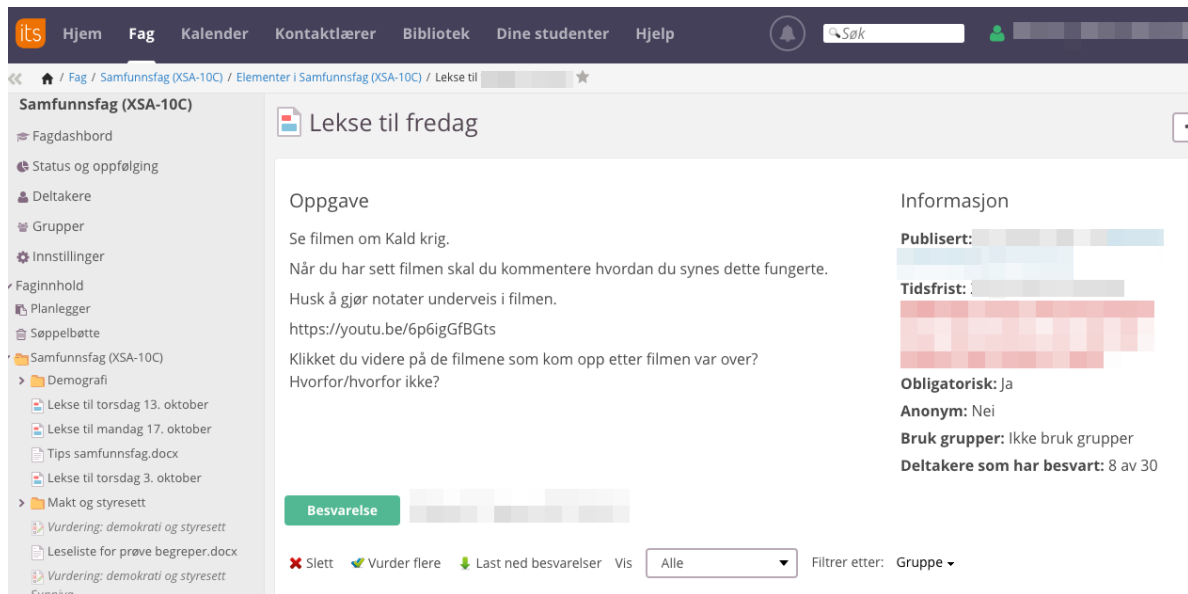 its Hjem Fag Kalender Kontaktlærer Bibliotek Dine studenter Hjelp Søk
/ Fag / Samfunnsfag (XSA-10C) / Elementer i Samfunnsfag (XSA-10C) / Lekse til
Samfunnsfag (XSA-10C)
Fagdashbord
Status og oppfølging
Deltakere
Grupper
Innstillinger
Faginnhold
Planlegger
Søppelbøtte
Samfunnsfag (XSA-10C)
Demografi
Lekse til torsdag 13. oktober
Lekse til mandag 17. oktober
Tips samfunnsfag.docx
Lekse til torsdag 3. oktober
Makt og styresett
Vurdering: demokrati og styresett
Leseliste for prøve begreper.docx
Vurdering: demokrati og styresett
Lekse til fredag
Oppgave
Se filmen om Kald krig.
Når du har sett filmen skal du kommentere hvordan du synes dette fungerte.
Husk å gjør notater underveis i filmen.
https://youtu.be/6p6igGfBGts
Klikket du videre på de filmene som kom opp etter filmen var over?
Hvorfor/hvorfor ikke?
Informasjon
Publisert:
Tidsfrist:
Obligatorisk: Ja
Anonym: Nei
Bruk grupper: Ikke bruk grupper
Deltakere som har besvart: 8 av 30
Besvarelse
Slett Vurder flere Last ned besvarelser Vis Alle Filtrer etter: Gruppe